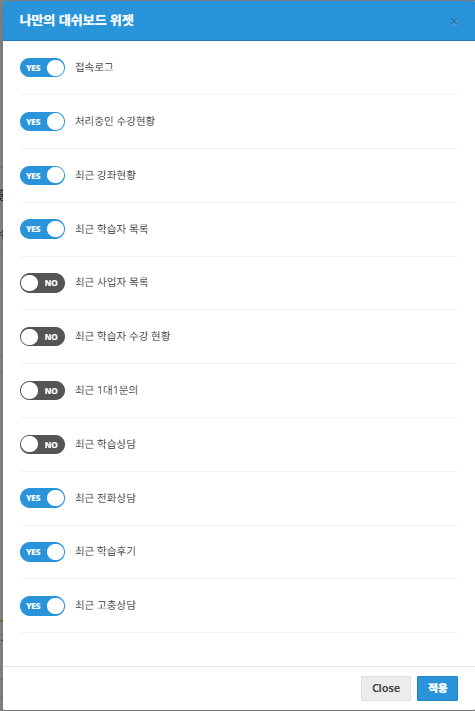 나만의 대쉬보드 위젯 ×
YES 접속로그
YES 처리중인 수강현황
YES 최근 강좌현황
YES 최근 학습자 목록
NO 최근 사업자 목록
NO 최근 학습자 수강 현황
NO 최근 1대1문의
NO 최근 학습상담
YES 최근 전화상담
YES 최근 학습후기
YES 최근 고충상담
Close 적용